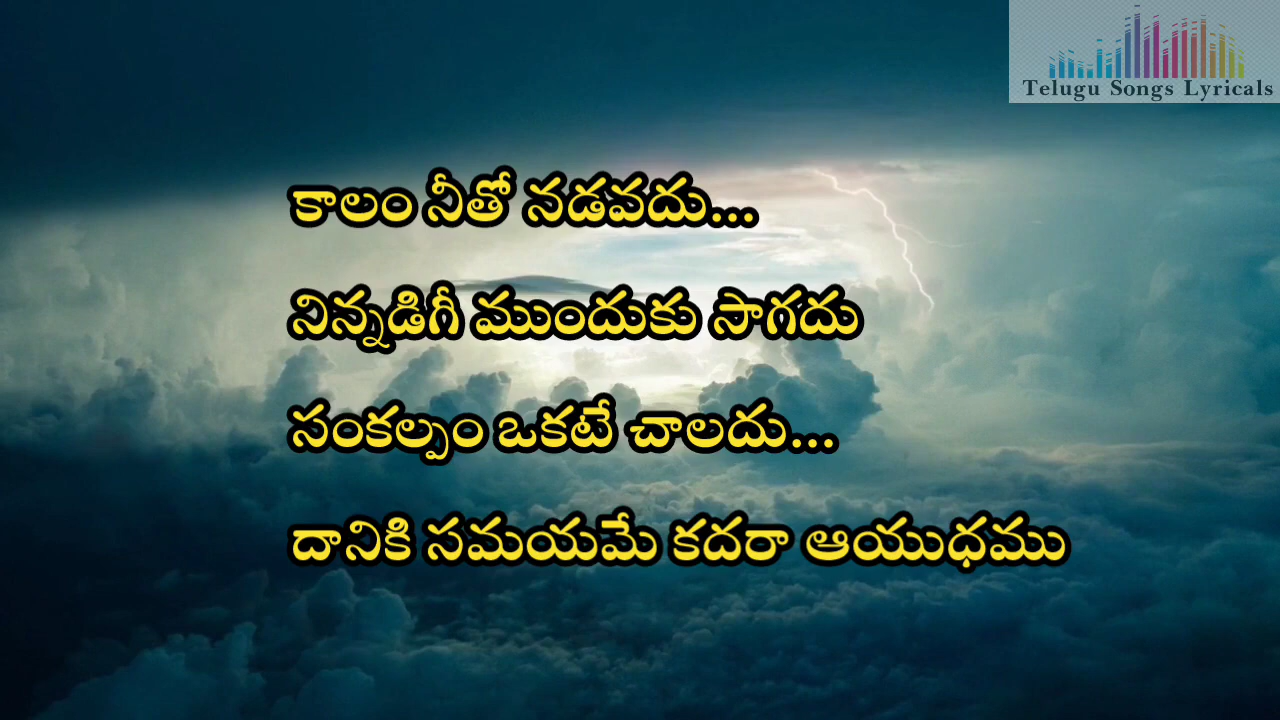 Telugu Songs Lyricals
కాలం నీతో నడవదు...
నిన్నడిగీ ముందుకు సాగదు
సంకల్పం ఒకటే చాలదు...
దానికి సమయమే కదరా ఆయుధము